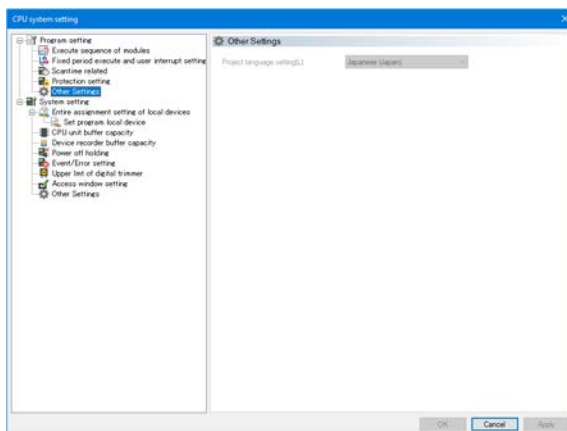 CPU system setting
Program setting
Execute sequence of modules
Fixed period execute and user interrupt setting
Scantime related
Protection setting
Other Settings
System setting
Entire assignment setting of local devices
Set program local device
CPU unit buffer capacity
Device recorder buffer capacity
Power off holding
Event/Error setting
Upper lmt of digital trimmer
Access window setting
Other Settings
Other Settings
Project language setting(L)
Japanese (Japan)
OK
Cancel
Apply